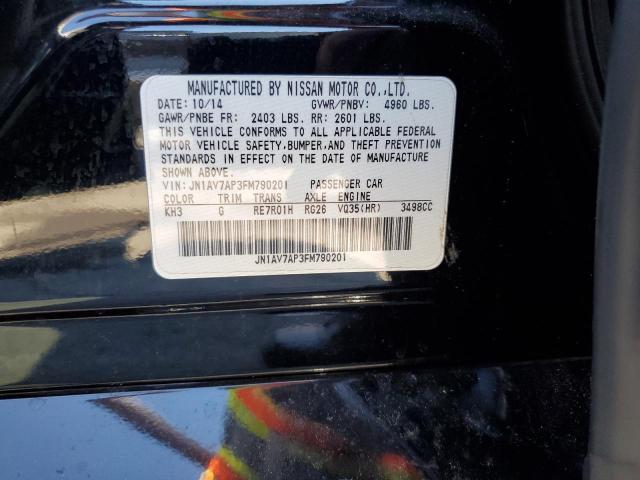 MANUFACTURED BY NISSAN MOTOR CO.,LTD.
DATE: 10/14 GVWR/PNBV: 4960 LBS.
GAWR/PNBE FR: 2403 LBS. RR: 2601 LBS.
THIS VEHICLE CONFORMS TO ALL APPLICABLE FEDERAL
MOTOR VEHICLE SAFETY,BUMPER,AND THEFT PREVENTION
STANDARDS IN EFFECT ON THE DATE OF MANUFACTURE
SHOWN ABOVE.
VIN: JN1AV7AP3FM790201 PASSENGER CAR
COLOR TRIM TRANS AXLE ENGINE
KH3 G RE7R01H RG26 VQ35(HR) 3498CC
JN1AV7AP3FM790201